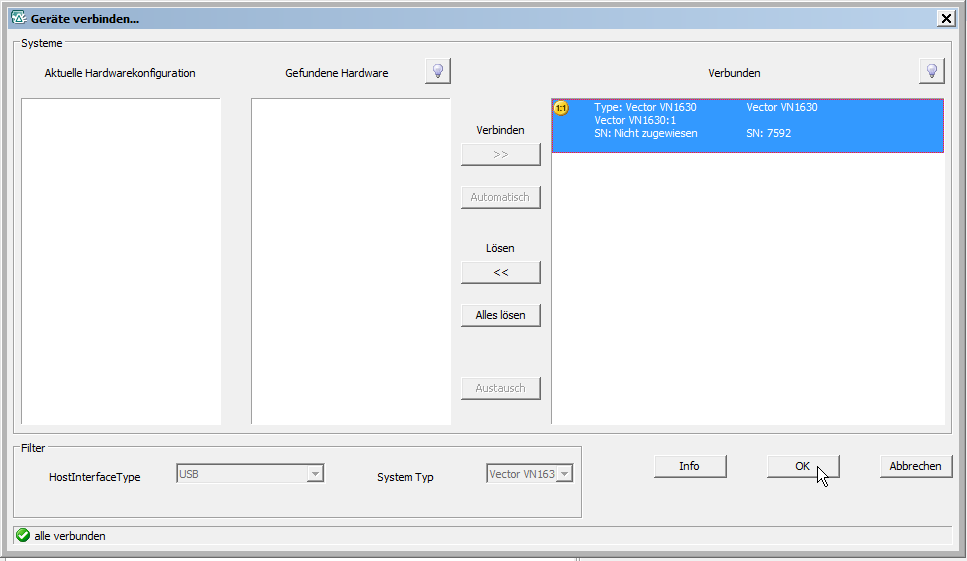 Geräte verbinden...
Systeme
Aktuelle Hardwarekonfiguration
Gefundene Hardware
Verbunden
Verbinden
>>
Automatisch
Lösen
<<
Alles lösen
Austausch
1:1
Type: Vector VN1630 Vector VN1630
Vector VN1630:1
SN: Nicht zugewiesen SN: 7592
Filter
HostInterfaceType
USB
System Typ
Vector VN163
Info
OK
Abbrechen
alle verbunden